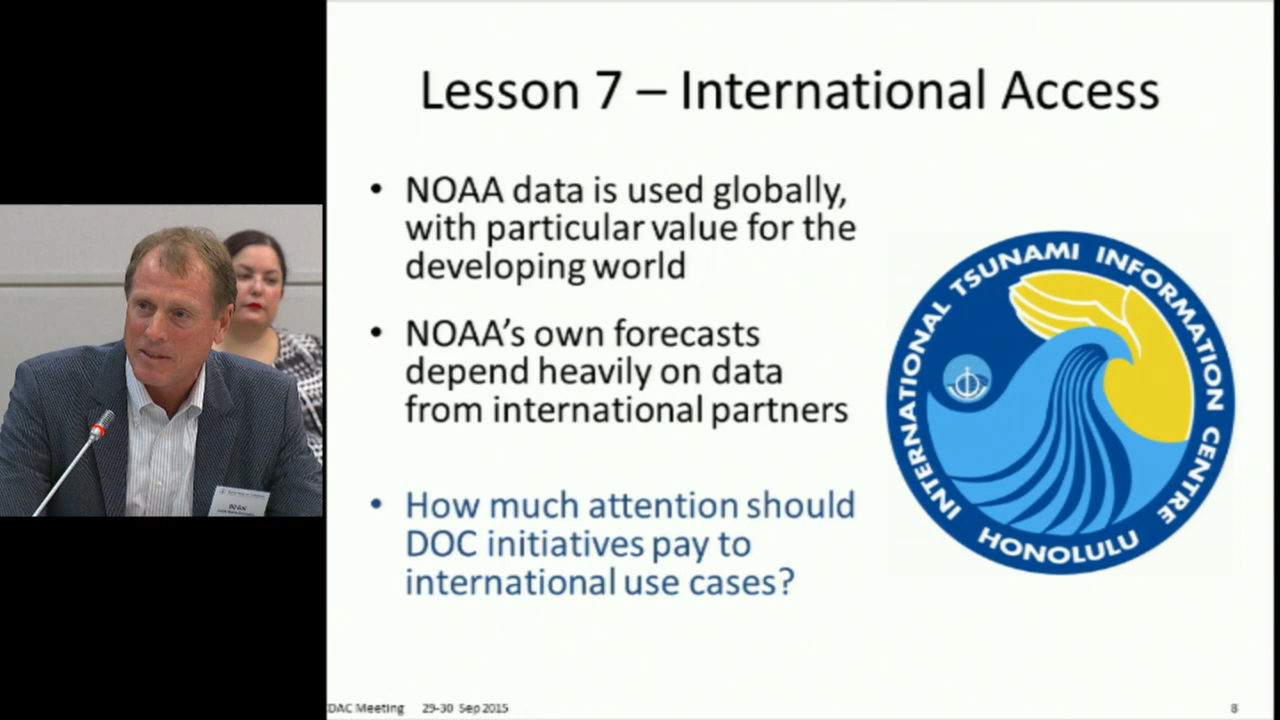 Lesson 7 – International Access
• NOAA data is used globally,
with particular value for the
developing world
• NOAA’s own forecasts
depend heavily on data
from international partners
• How much attention should
DOC initiatives pay to
international use cases?
INTERNATIONAL TSUNAMI INFORMATION CENTRE
HONOLULU
DAC Meeting 29-30 Sep 2015
8